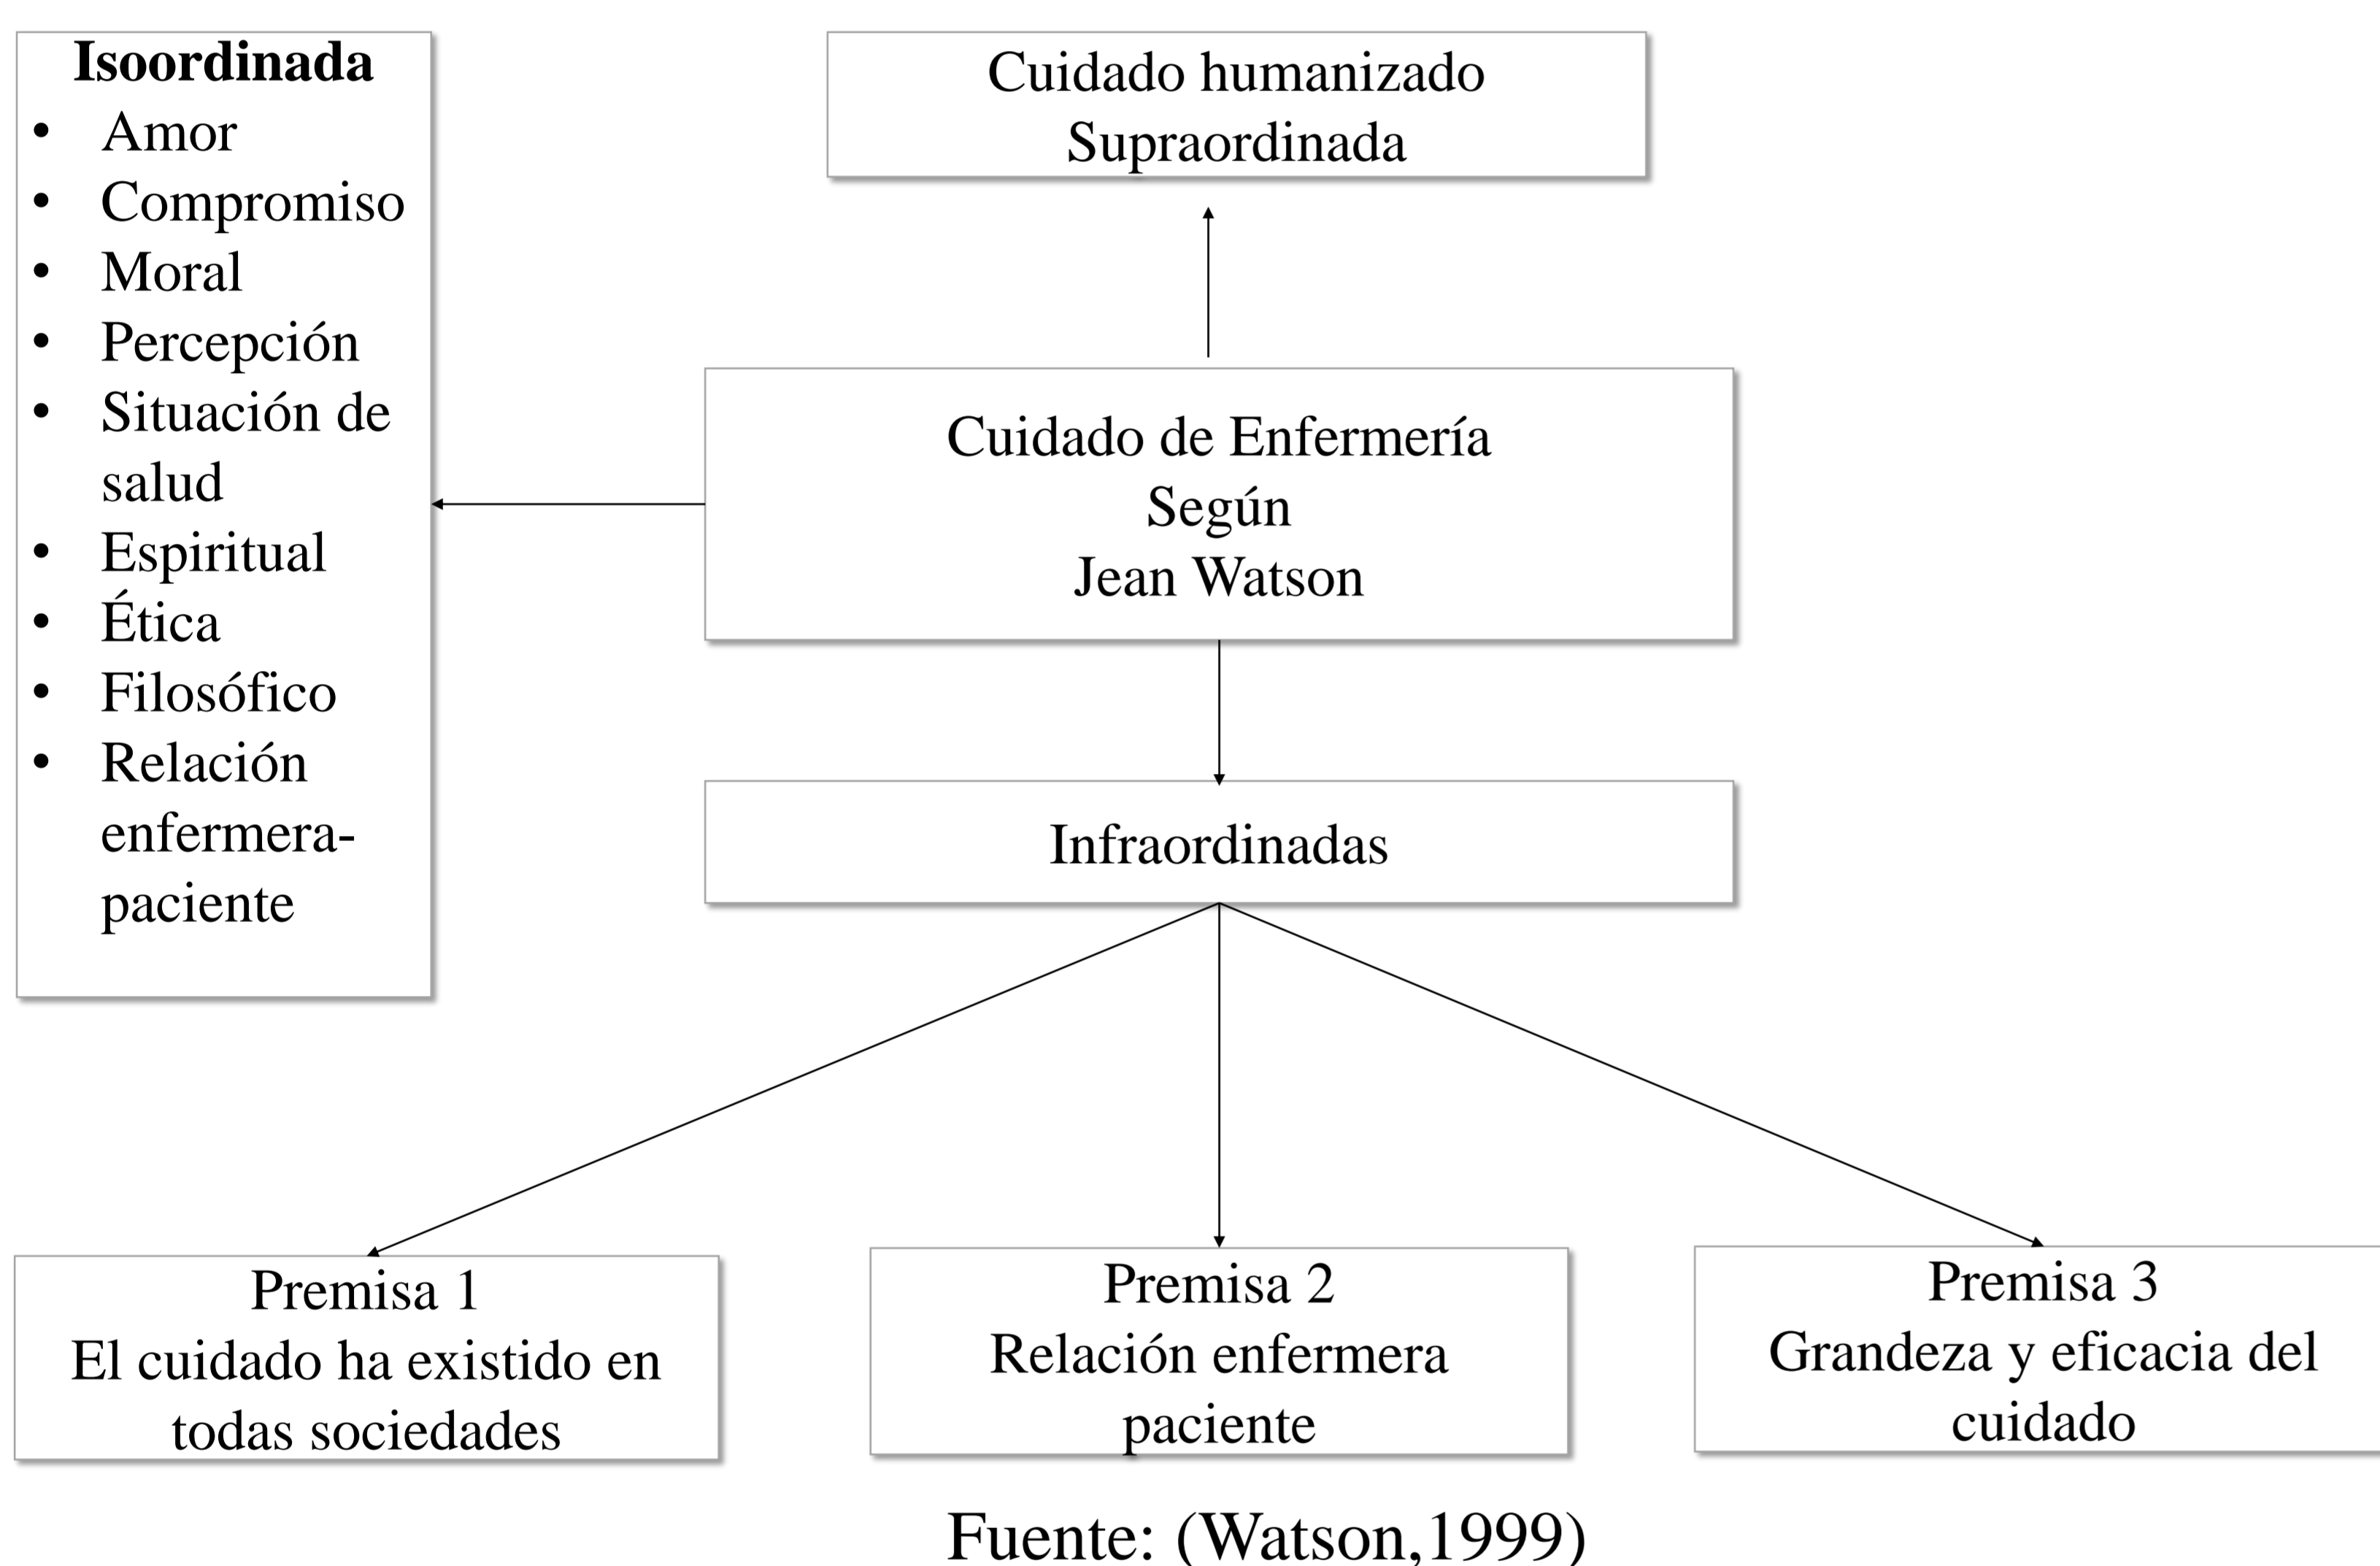 Isordinada
• Amor
• Compromiso
• Moral
• Percepción
• Situación de
salud
• Espiritual
• Ética
• Filosófico
• Relación
enfermera-
paciente
Cuidado humanizado
Supraordinada
Cuidado de Enfermería
Según
Jean Watson
Infraordinadas
Premisa 1
El cuidado ha existido en
todas sociedades
Premisa 2
Relación enfermera
paciente
Premisa 3
Grandeza y eficacia del
cuidado
Fuente: (Watson,1999)